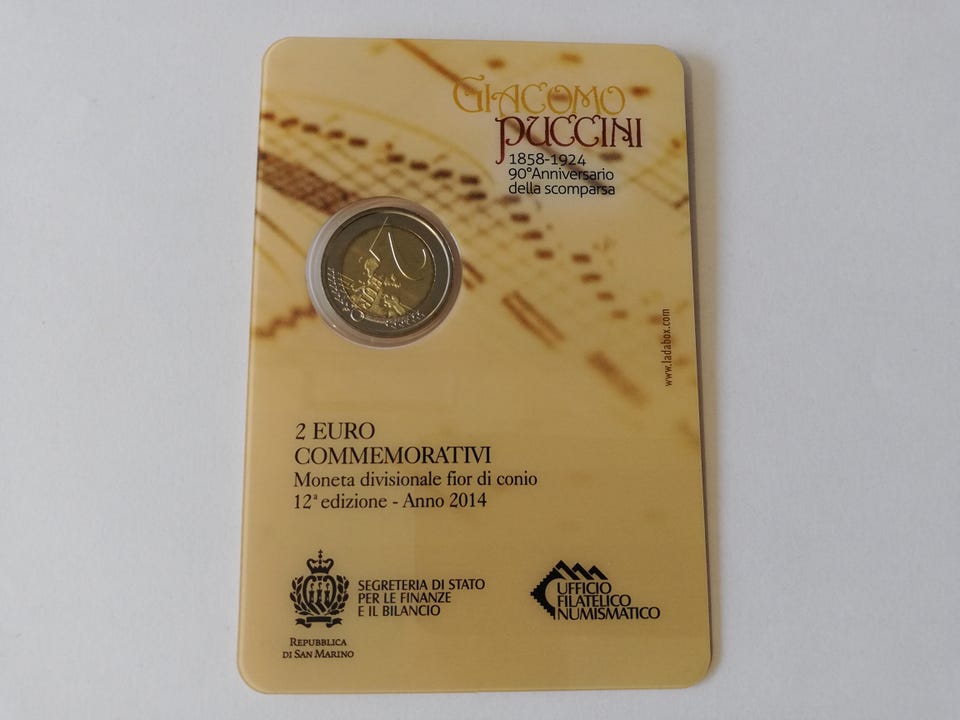 GIACOMO
PUCCINI
1858-1924
90°Anniversario
della scomparsa
www.ladabox.com
2 EURO
COMMEMORATIVI
Moneta divisionale fior di conio
12ª edizione - Anno 2014
SEGRETERIA DI STATO
PER LE FINANZE
E IL BILANCIO
REPUBBLICA
DI SAN MARINO
UFFICIO
FILATELICO
NUMISMATICO